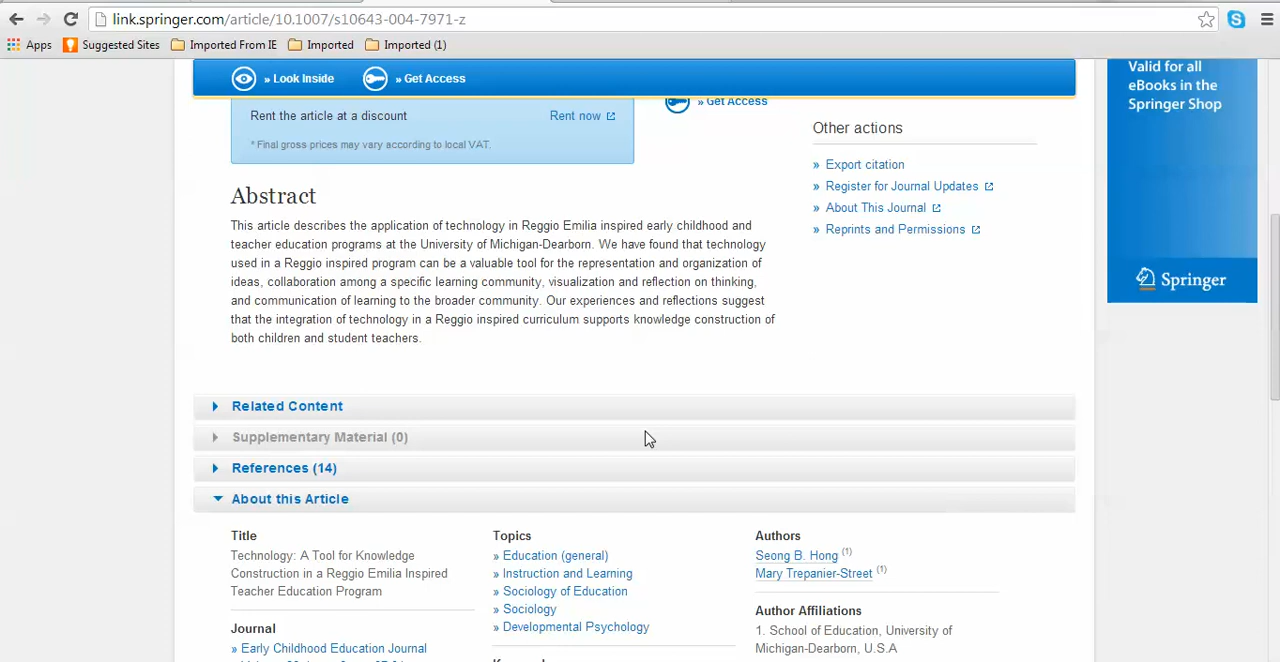 link.springer.com/article/10.1007/s10643-004-7971-z
Apps Suggested Sites Imported From IE Imported Imported (1)
» Look Inside » Get Access
Rent the article at a discount Rent now
* Final gross prices may vary according to local VAT.
» Get Access
Other actions
» Export citation
» Register for Journal Updates
» About This Journal
» Reprints and Permissions
Valid for all
eBooks in the
Springer Shop
Springer
Abstract
This article describes the application of technology in Reggio Emilia inspired early childhood and
teacher education programs at the University of Michigan-Dearborn. We have found that technology
used in a Reggio inspired program can be a valuable tool for the representation and organization of
ideas, collaboration among a specific learning community, visualization and reflection on thinking,
and communication of learning to the broader community. Our experiences and reflections suggest
that the integration of technology in a Reggio inspired curriculum supports knowledge construction of
both children and student teachers.
Related Content
Supplementary Material (0)
References (14)
About this Article
Title
Technology: A Tool for Knowledge
Construction in a Reggio Emilia Inspired
Teacher Education Program
Journal
» Early Childhood Education Journal
Topics
» Education (general)
» Instruction and Learning
» Sociology of Education
» Sociology
» Developmental Psychology
Authors
Seong B. Hong (1)
Mary Trepanier-Street (1)
Author Affiliations
1. School of Education, University of
Michigan-Dearborn, U.S.A